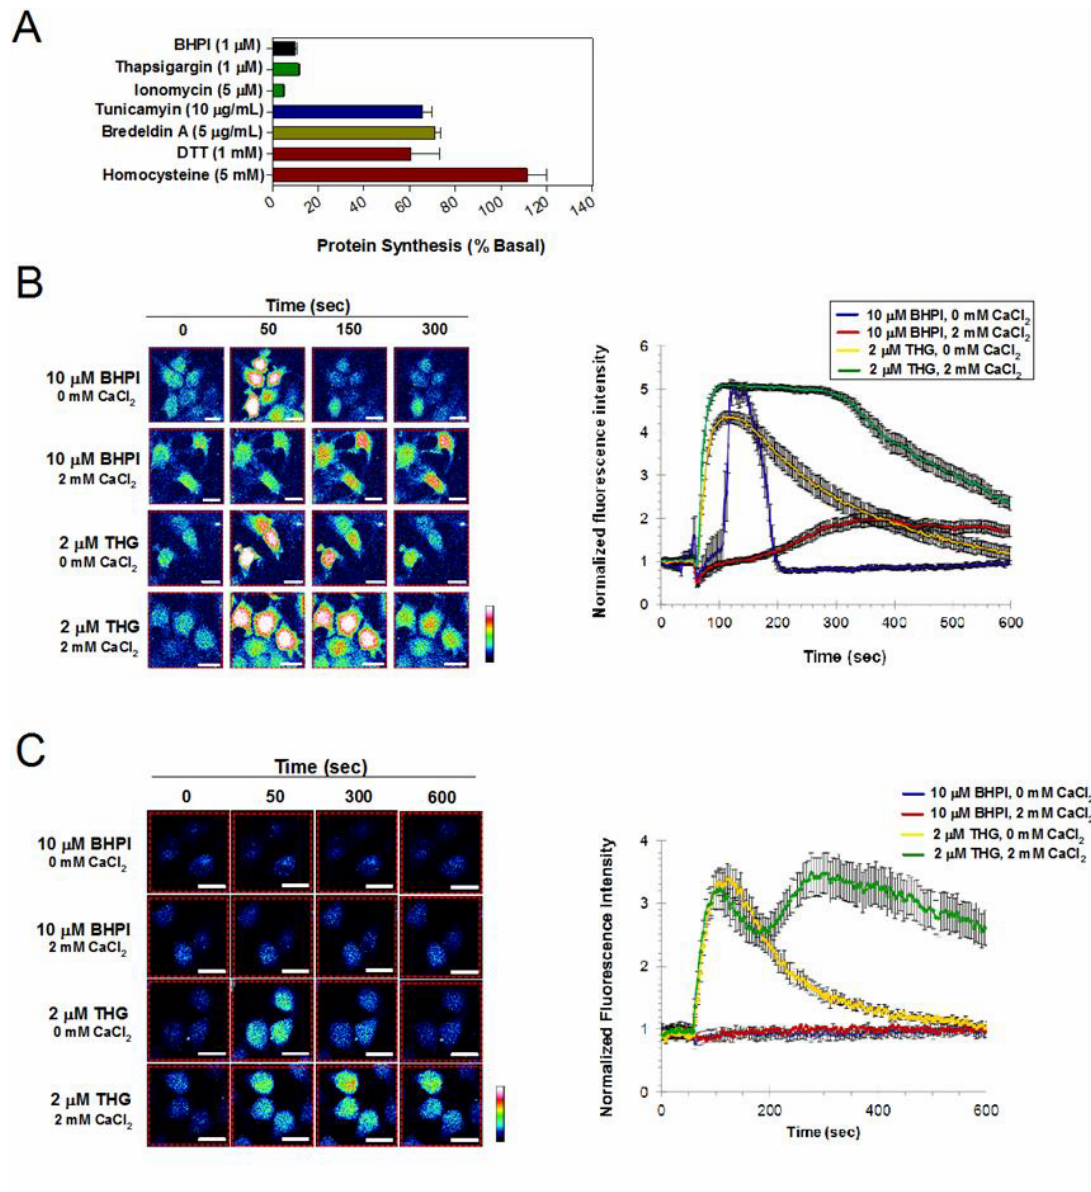 A
BHPI (1 µM)
Thapsigargin (1 µM)
Ionomycin (5 µM)
Tunicamyin (10 µg/mL)
Bredeldin A (5 µg/mL)
DTT (1 mM)
Homocysteine (5 mM)
0 20 40 60 80 100 120 140
Protein Synthesis (% Basal)
B
Time (sec)
0 50 150 300
10 µM BHPI
0 mM CaCl2
10 µM BHPI
2 mM CaCl2
2 µM THG
0 mM CaCl2
2 µM THG
2 mM CaCl2
10 µM BHPI, 0 mM CaCl2
10 µM BHPI, 2 mM CaCl2
2 µM THG, 0 mM CaCl2
2 µM THG, 2 mM CaCl2
Normalized fluorescence intensity
6
5
4
3
2
1
0
0 100 200 300 400 500 600
Time (sec)
C
Time (sec)
0 50 300 600
10 µM BHPI
0 mM CaCl2
10 µM BHPI
2 mM CaCl2
2 µM THG
0 mM CaCl2
2 µM THG
2 mM CaCl2
10 µM BHPI, 0 mM CaCl2
10 µM BHPI, 2 mM CaCl2
2 µM THG, 0 mM CaCl2
2 µM THG, 2 mM CaCl2
Normalized Fluorescence Intensity
4
3
2
1
0
0 200 400 600
Time (sec)